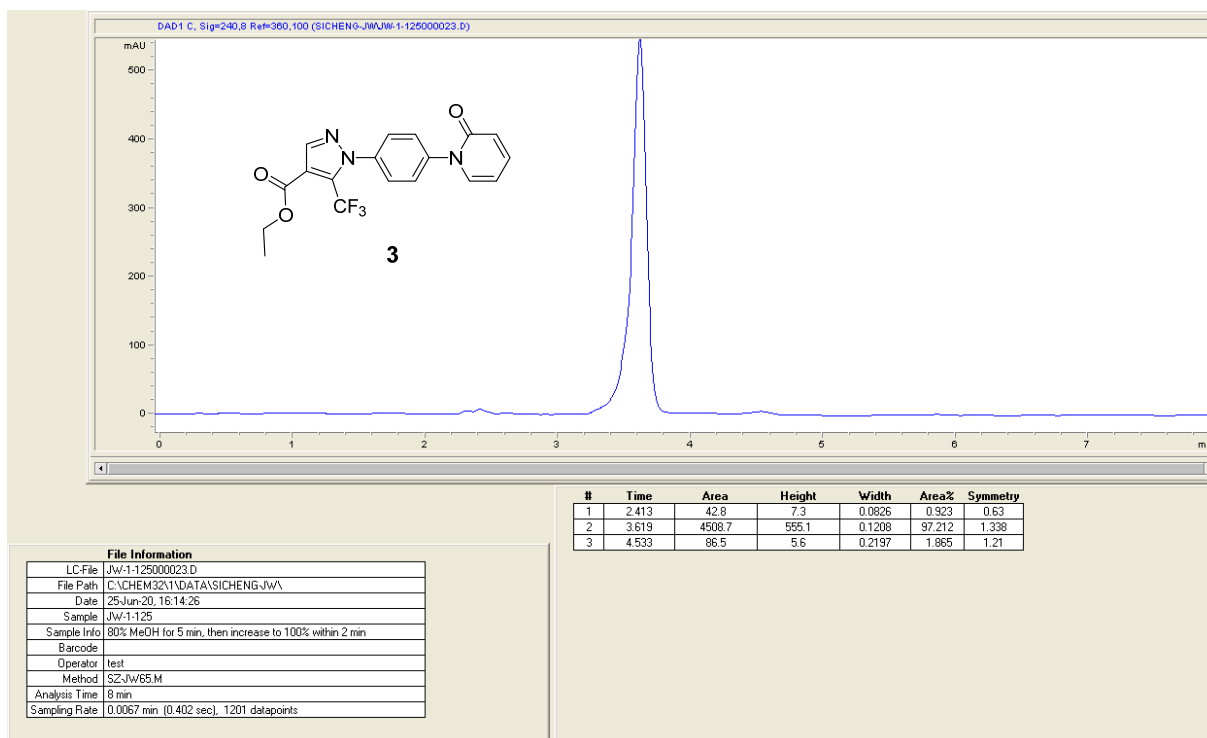 DAD1 C, Sig=240,8 Ref=360,100 (SICHENG-JW\JW-1-125000023.D)
mAU
500
400
300
200
100
0
O
N
N
N
O
O
CF3
3
0 1 2 3 4 5 6 7 m
# Time Area Height Width Area% Symmetry
1 2.413 42.8 7.3 0.0826 0.923 0.63
2 3.619 4508.7 555.1 0.1208 97.212 1.338
3 4.533 86.5 5.6 0.2197 1.865 1.21
File Information
LC-File JW-1-125000023.D
File Path C:\CHEM32\1\DATA\SICHENG-JW\
Date 25-Jun-20, 16:14:26
Sample JW-1-125
Sample Info 80% MeOH for 5 min, then increase to 100% within 2 min
Barcode
Operator test
Method SZ-JW65.M
Analysis Time 8 min
Sampling Rate 0.0067 min (0.402 sec), 1201 datapoints